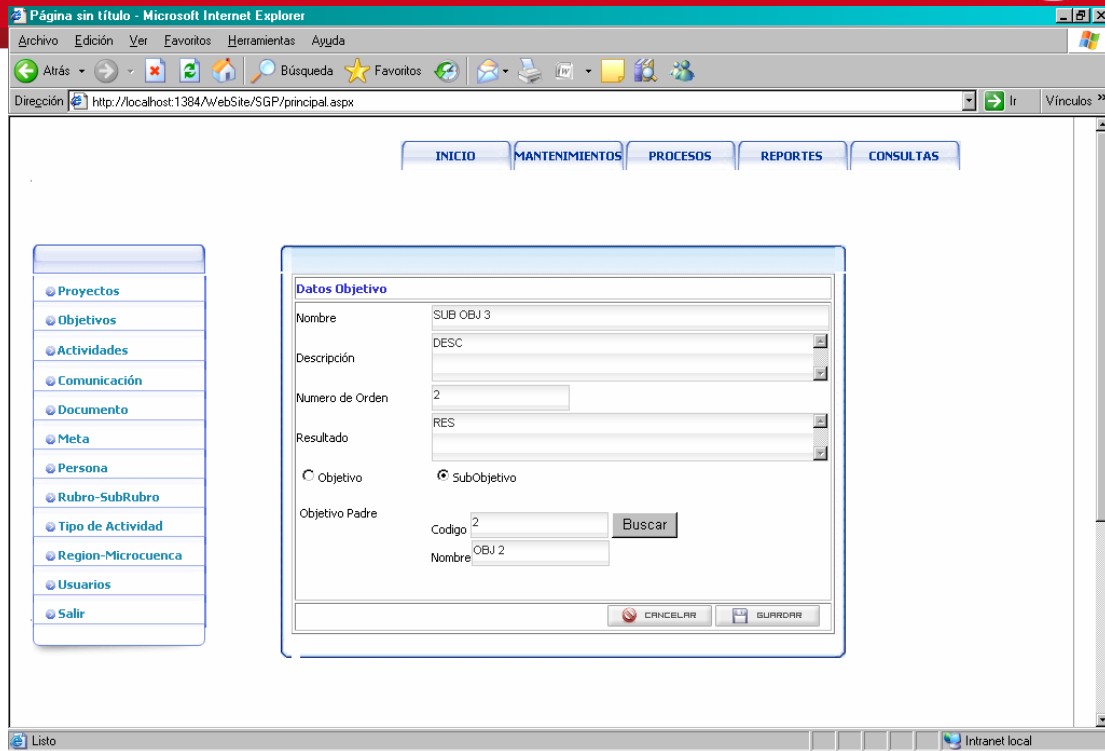 Página sin título - Microsoft Internet Explorer
Archivo Edición Ver Favoritos Herramientas Ayuda
Atrás Búsqueda Favoritos
Dirección http://localhost:1384/WebSite/SGP/principal.aspx Ir Vínculos »
INICIO MANTENIMIENTOS PROCESOS REPORTES CONSULTAS
Proyectos
Objetivos
Actividades
Comunicación
Documento
Meta
Persona
Rubro-SubRubro
Tipo de Actividad
Region-Microcuenca
Usuarios
Salir
Datos Objetivo
Nombre SUB OBJ 3
Descripción DESC
Numero de Orden 2
Resultado RES
Objetivo SubObjetivo
Objetivo Padre
Codigo 2 Buscar
Nombre OBJ 2
CANCELAR GUARDAR
Listo Intranet local